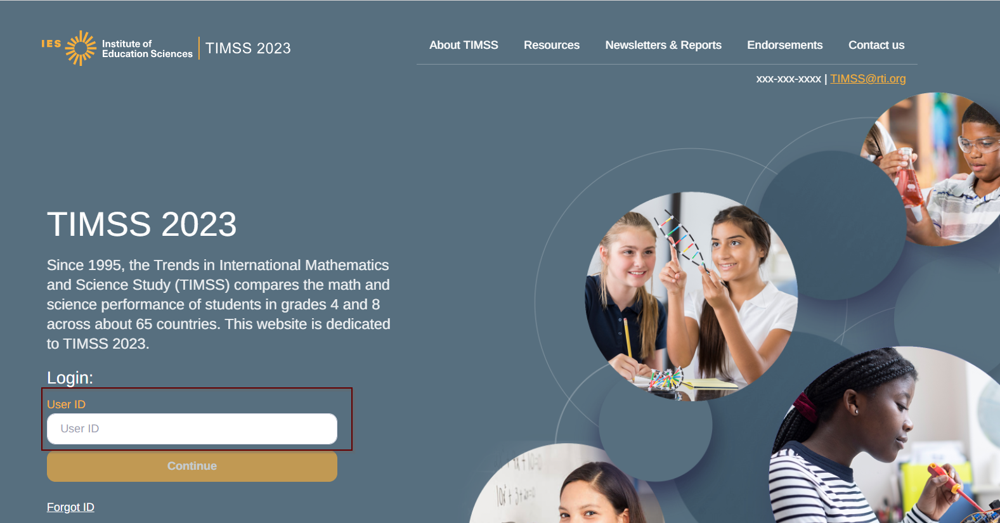 IES
Institute of
Education Sciences
TIMSS 2023
About TIMSS
Resources
Newsletters & Reports
Endorsements
Contact us
xxx-xxx-xxxx | TIMSS@rti.org
TIMSS 2023
Since 1995, the Trends in International Mathematics
and Science Study (TIMSS) compares the math and
science performance of students in grades 4 and 8
across about 65 countries. This website is dedicated
to TIMSS 2023.
Login:
User ID
User ID
Continue
Forgot ID